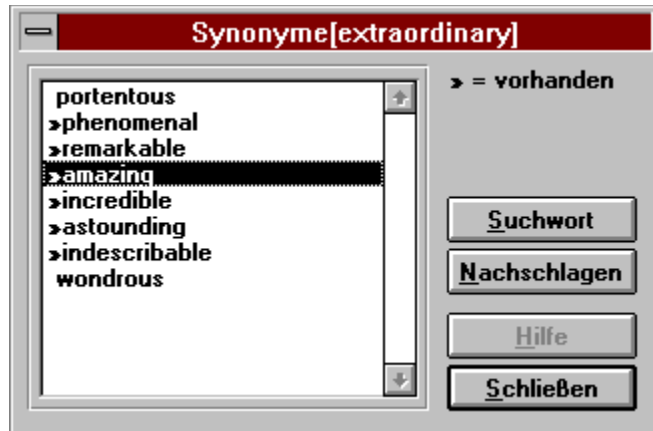 Synonyme[extraordinary]
portentous
»phenomenal
»remarkable
»amazing
»incredible
»astounding
»indescribable
wondrous
» = vorhanden
Suchwort
Nachschlagen
Hilfe
Schließen